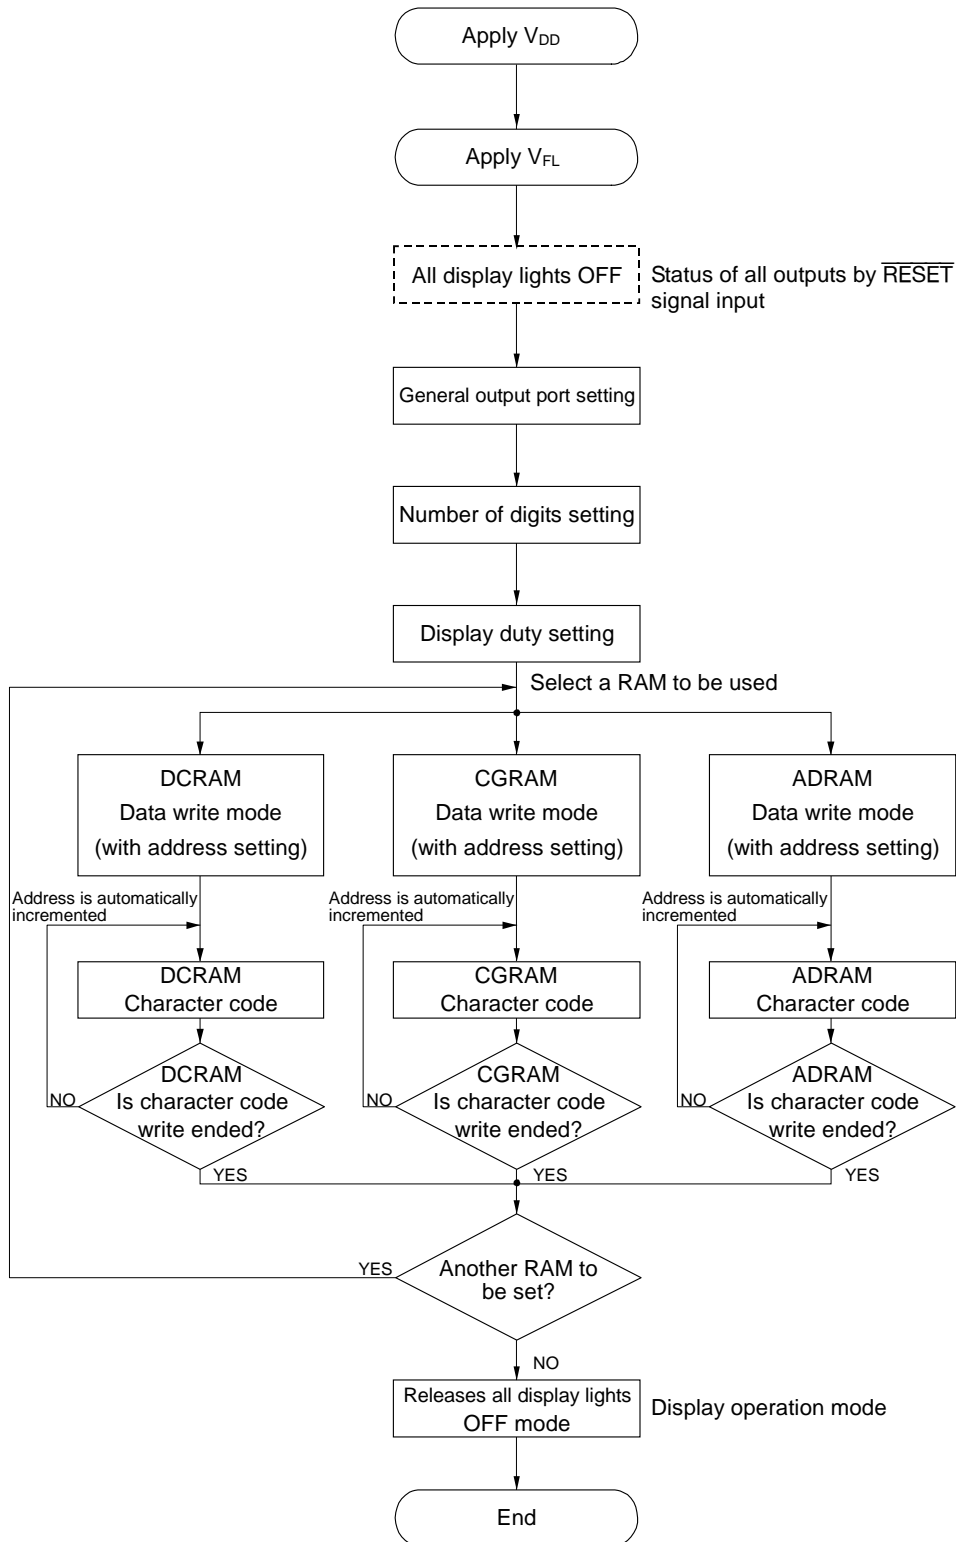 Apply VDD
Apply VFL
All display lights OFF
Status of all outputs by RESET
signal input
General output port setting
Number of digits setting
Display duty setting
Select a RAM to be used
DCRAM
Data write mode
(with address setting)
CGRAM
Data write mode
(with address setting)
ADRAM
Data write mode
(with address setting)
Address is automatically
incremented
Address is automatically
incremented
Address is automatically
incremented
DCRAM
Character code
CGRAM
Character code
ADRAM
Character code
DCRAM
Is character code
write ended?
NO
YES
CGRAM
Is character code
write ended?
NO
YES
ADRAM
Is character code
write ended?
NO
YES
Another RAM to
be set?
YES
NO
Releases all display lights
OFF mode
Display operation mode
End